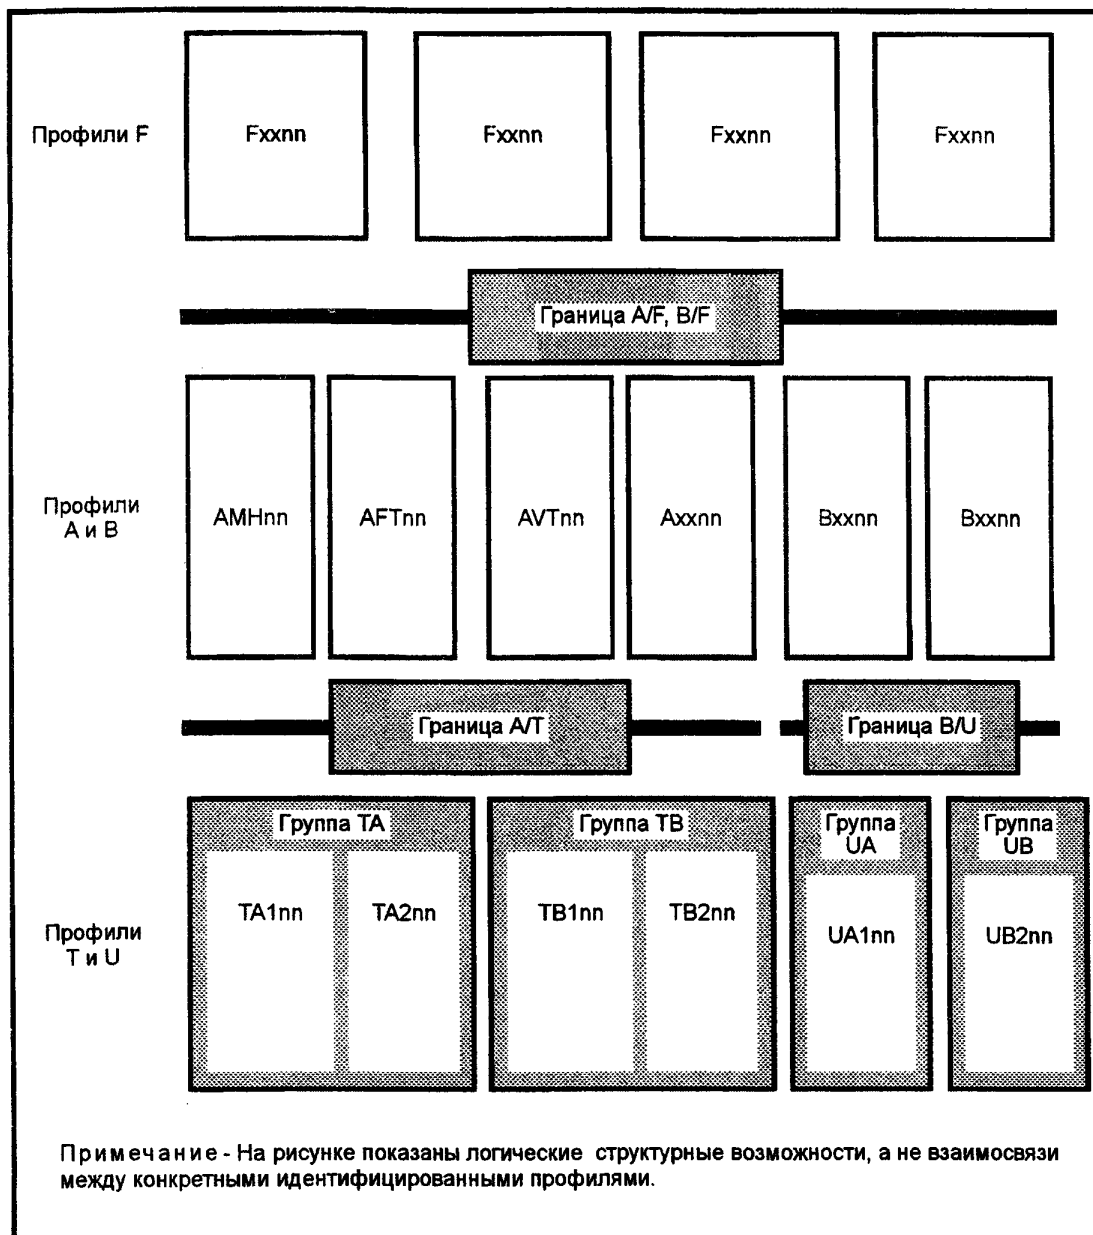 Профили F
Fxxnn
Fxxnn
Fxxnn
Fxxnn
Граница A/F, B/F
Профили
А и В
AMHnn
AFTnn
AVTnn
Axxnn
Bxxnn
Bxxnn
Граница A/T
Граница B/U
Группа TA
Группа TB
Группа
UA
Группа
UB
TA1nn
TA2nn
TB1nn
TB2nn
UA1nn
UB2nn
Профили
T и U
Примечание - На рисунке показаны логические структурные возможности, а не взаимосвязи
между конкретными идентифицированными профилями.